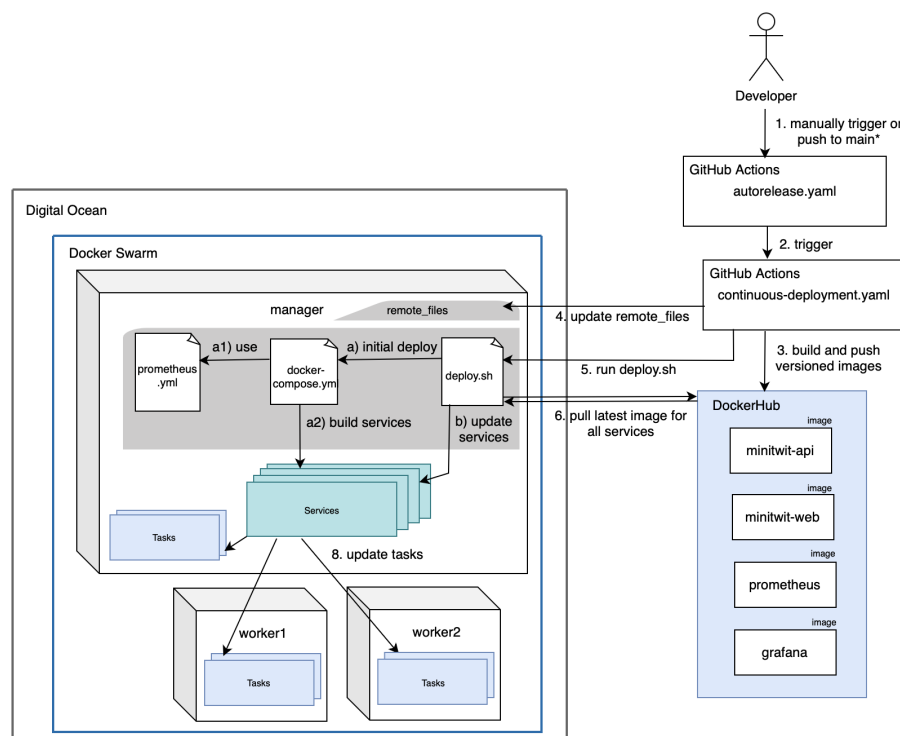 Developer
1. manually trigger or
push to main*
GitHub Actions
autorelease.yaml
2. trigger
GitHub Actions
continuous-deployment.yaml
Digital Ocean
Docker Swarm
manager
remote_files
4. update remote_files
3. build and push
versioned images
a1) use
a) initial deploy
prometheus
.yml
docker-
compose.yml
deploy.sh
5. run deploy.sh
6. pull latest image for
all services
a2) build services
b) update
services
DockerHub
image
minitwit-api
image
minitwit-web
image
prometheus
image
grafana
Services
Tasks
8. update tasks
worker1
Tasks
worker2
Tasks